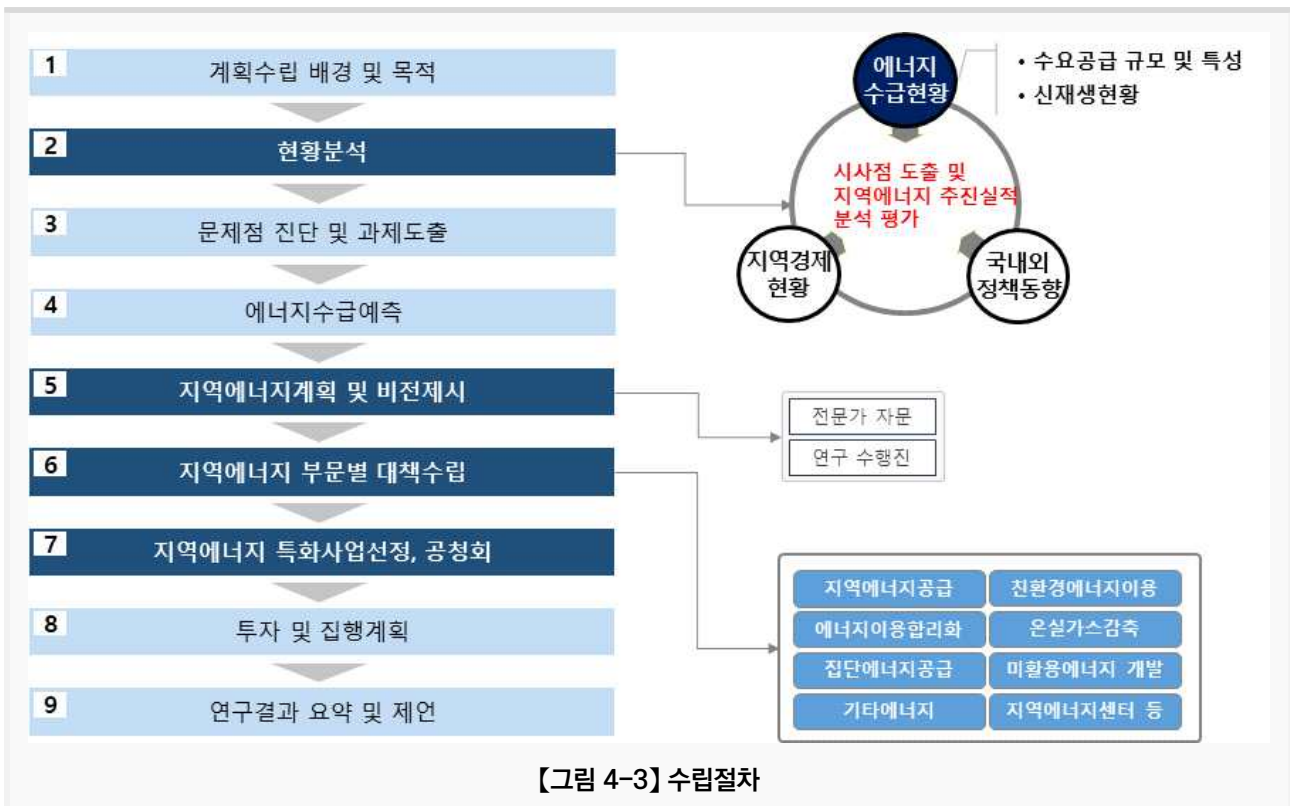 1
계획수립 배경 및 목적
2
현황분석
3
문제점 진단 및 과제도출
4
에너지수급예측
5
지역에너지계획 및 비전제시
6
지역에너지 부문별 대책수립
7
지역에너지 특화사업선정, 공청회
8
투자 및 집행계획
9
연구결과 요약 및 제언
에너지
수급현황
• 수요공급 규모 및 특성
• 신재생현황
시사점 도출 및
지역에너지 추진실적
분석 평가
지역경제
현황
국내외
정책동향
전문가 자문
연구 수행진
지역에너지공급
친환경에너지이용
에너지이용합리화
온실가스감축
집단에너지공급
미활용에너지 개발
기타에너지
지역에너지센터 등
【그림 4-3】 수립절차